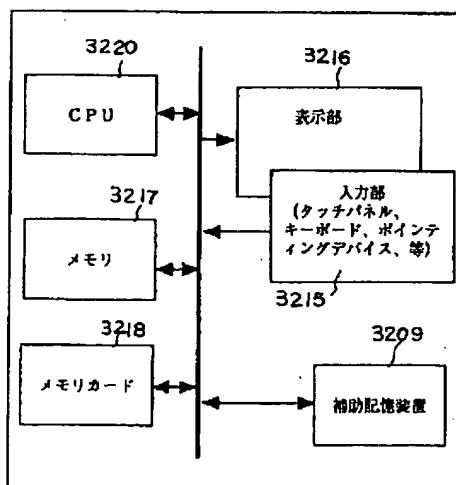 3220
CPU
3216
表示部
入力部
(タッチパネル、
キーボード、ポインテ
ィングデバイス、等)
3215
3217
メモリ
3218
メモリカード
3209
補助記憶装置